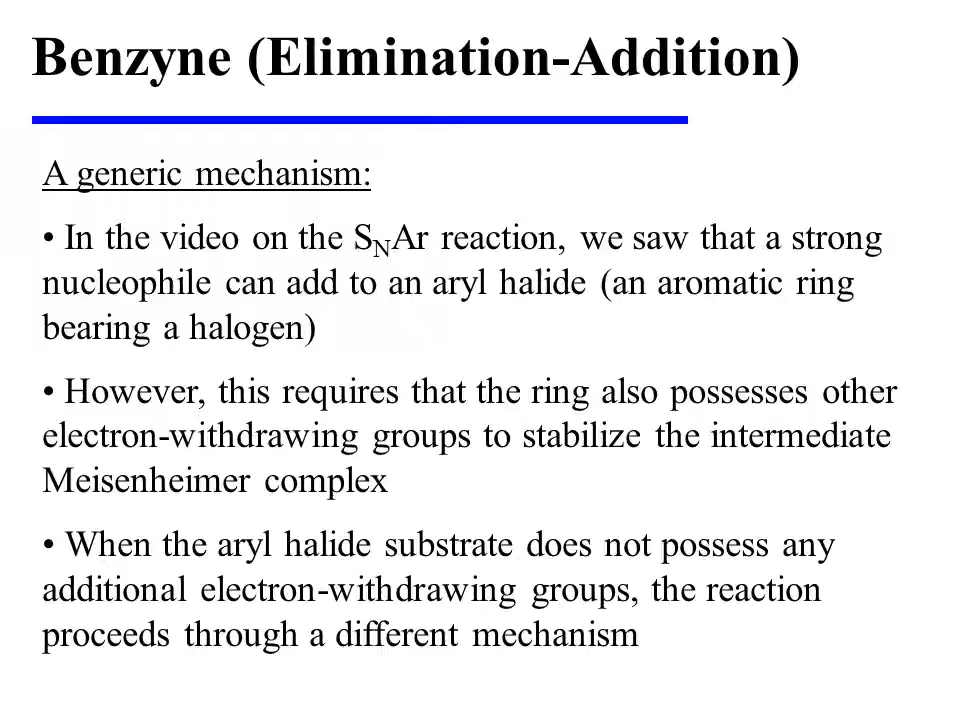 Benzyne (Elimination-Addition)
A generic mechanism:
• In the video on the SNAr reaction, we saw that a strong
nucleophile can add to an aryl halide (an aromatic ring
bearing a halogen)
• However, this requires that the ring also possesses other
electron-withdrawing groups to stabilize the intermediate
Meisenheimer complex
• When the aryl halide substrate does not possess any
additional electron-withdrawing groups, the reaction
proceeds through a different mechanism